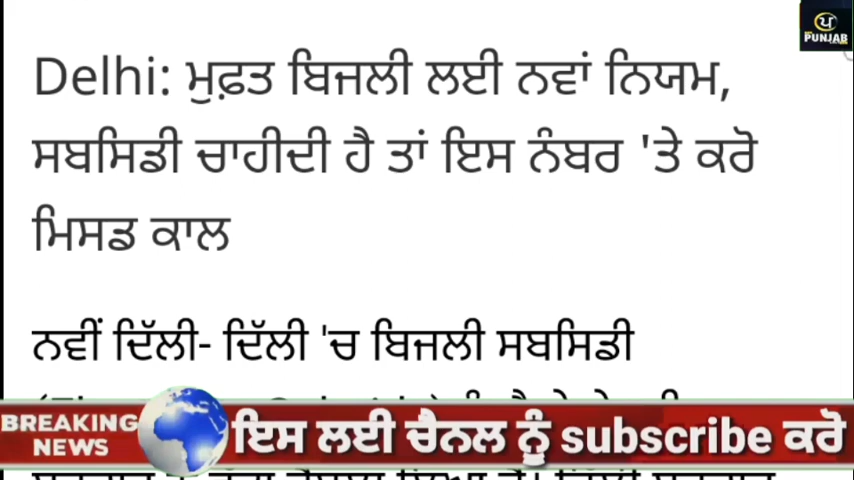 ਪੰ
PUNJAB
Delhi: ਮੁਫ਼ਤ ਬਿਜਲੀ ਲਈ ਨਵਾਂ ਨਿਯਮ,
ਸਬਸਿਡੀ ਚਾਹੀਦੀ ਹੈ ਤਾਂ ਇਸ ਨੰਬਰ 'ਤੇ ਕਰੋ
ਮਿਸਡ ਕਾਲ
ਨਵੀਂ ਦਿੱਲੀ- ਦਿੱਲੀ 'ਚ ਬਿਜਲੀ ਸਬਸਿਡੀ
BREAKING NEWS
ਇਸ ਲਈ ਚੈਨਲ ਨੂੰ subscribe ਕਰੋ